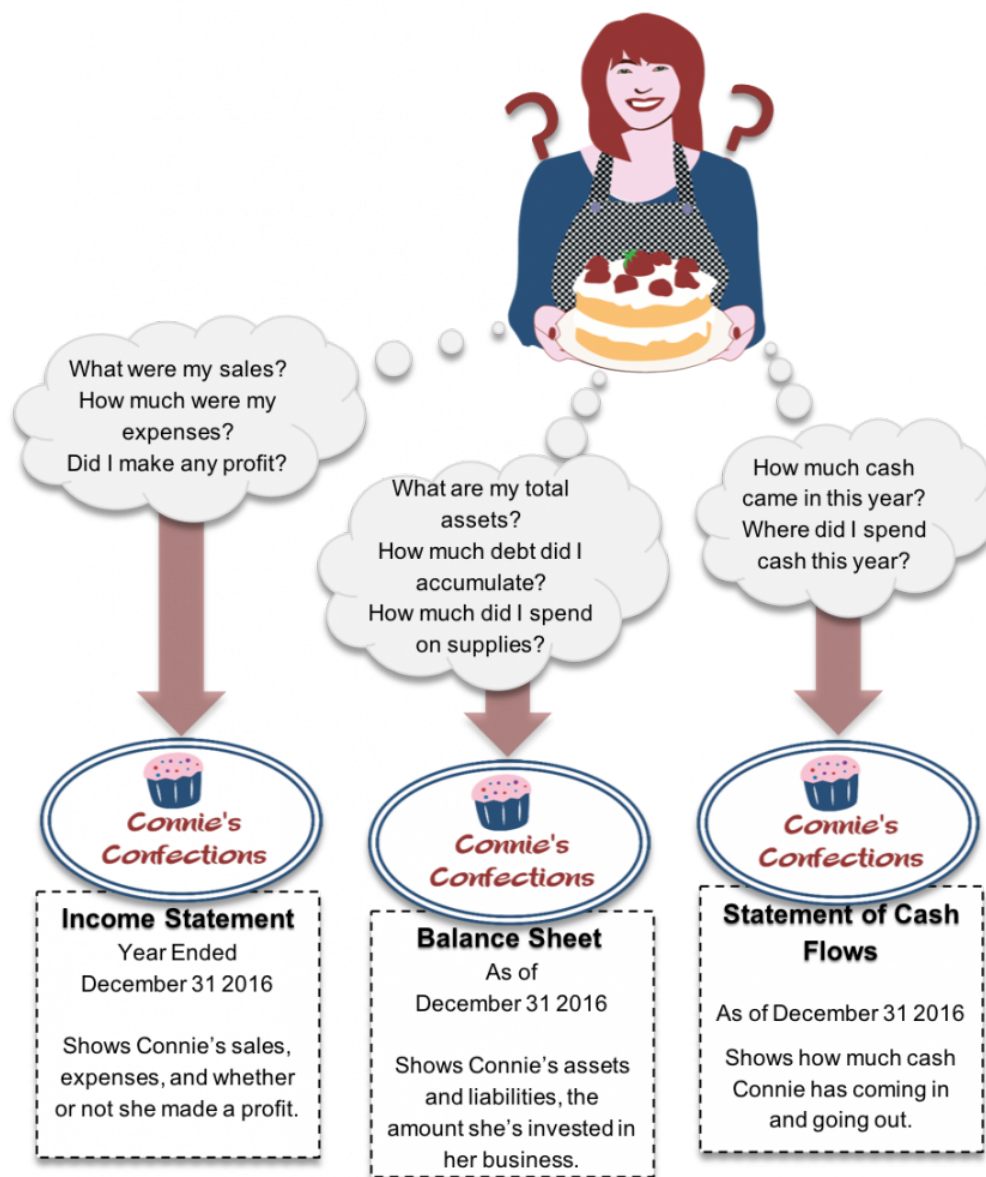 ?
?
What were my sales?
How much were my
expenses?
Did I make any profit?
What are my total
assets?
How much debt did I
accumulate?
How much did I spend
on supplies?
How much cash
came in this year?
Where did I spend
cash this year?
Connie's
Confections
Income Statement
Year Ended
December 31 2016
Shows Connie’s sales,
expenses, and whether
or not she made a profit.
Connie's
Confections
Balance Sheet
As of
December 31 2016
Shows Connie’s assets
and liabilities, the
amount she’s invested in
her business.
Connie's
Confections
Statement of Cash
Flows
As of December 31 2016
Shows how much cash
Connie has coming in
and going out.